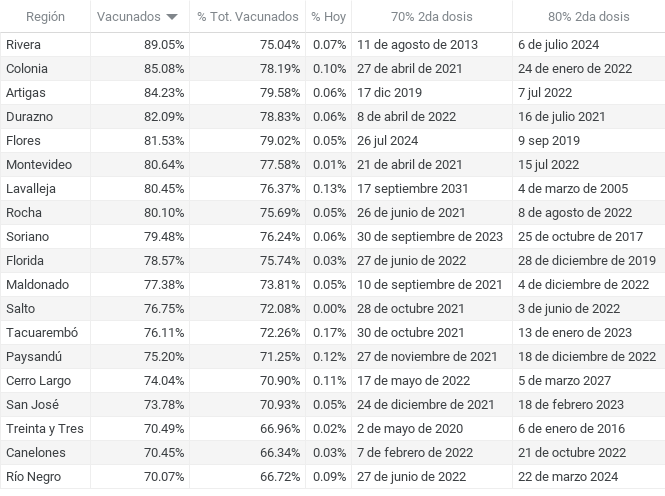 Región Vacunados % Tot. Vacunados % Hoy 70% 2da dosis 80% 2da dosis
Rivera 89.05% 75.04% 0.07% 11 de agosto de 2013 6 de julio 2024
Colonia 85.08% 78.19% 0.10% 27 de abril de 2021 24 de enero de 2022
Artigas 84.23% 79.58% 0.06% 17 dic 2019 7 jul 2022
Durazno 82.09% 78.83% 0.06% 8 de abril de 2022 16 de julio 2021
Flores 81.53% 79.02% 0.05% 26 jul 2024 9 sep 2019
Montevideo 80.64% 77.58% 0.01% 21 de abril de 2021 15 jul 2022
Lavalleja 80.45% 76.37% 0.13% 17 septiembre 2031 4 de marzo de 2005
Rocha 80.10% 75.69% 0.05% 26 de junio de 2021 8 de agosto de 2022
Soriano 79.48% 76.24% 0.06% 30 de septiembre de 2023 25 de octubre de 2017
Florida 78.57% 75.74% 0.03% 27 de junio de 2022 28 de diciembre de 2019
Maldonado 77.38% 73.81% 0.05% 10 de septiembre de 2021 4 de diciembre de 2022
Salto 76.75% 72.08% 0.00% 28 de octubre 2021 3 de junio de 2022
Tacuarembó 76.11% 72.26% 0.17% 30 de octubre 2021 13 de enero de 2023
Paysandú 75.20% 71.25% 0.12% 27 de noviembre de 2021 18 de diciembre de 2022
Cerro Largo 74.04% 70.90% 0.11% 17 de mayo de 2022 5 de marzo 2027
San José 73.78% 70.93% 0.05% 24 de diciembre de 2021 18 de febrero 2023
Treinta y Tres 70.49% 66.96% 0.02% 2 de mayo de 2020 6 de enero de 2016
Canelones 70.45% 66.34% 0.03% 7 de febrero de 2022 21 de octubre 2022
Río Negro 70.07% 66.72% 0.09% 27 de junio de 2022 22 de marzo 2024